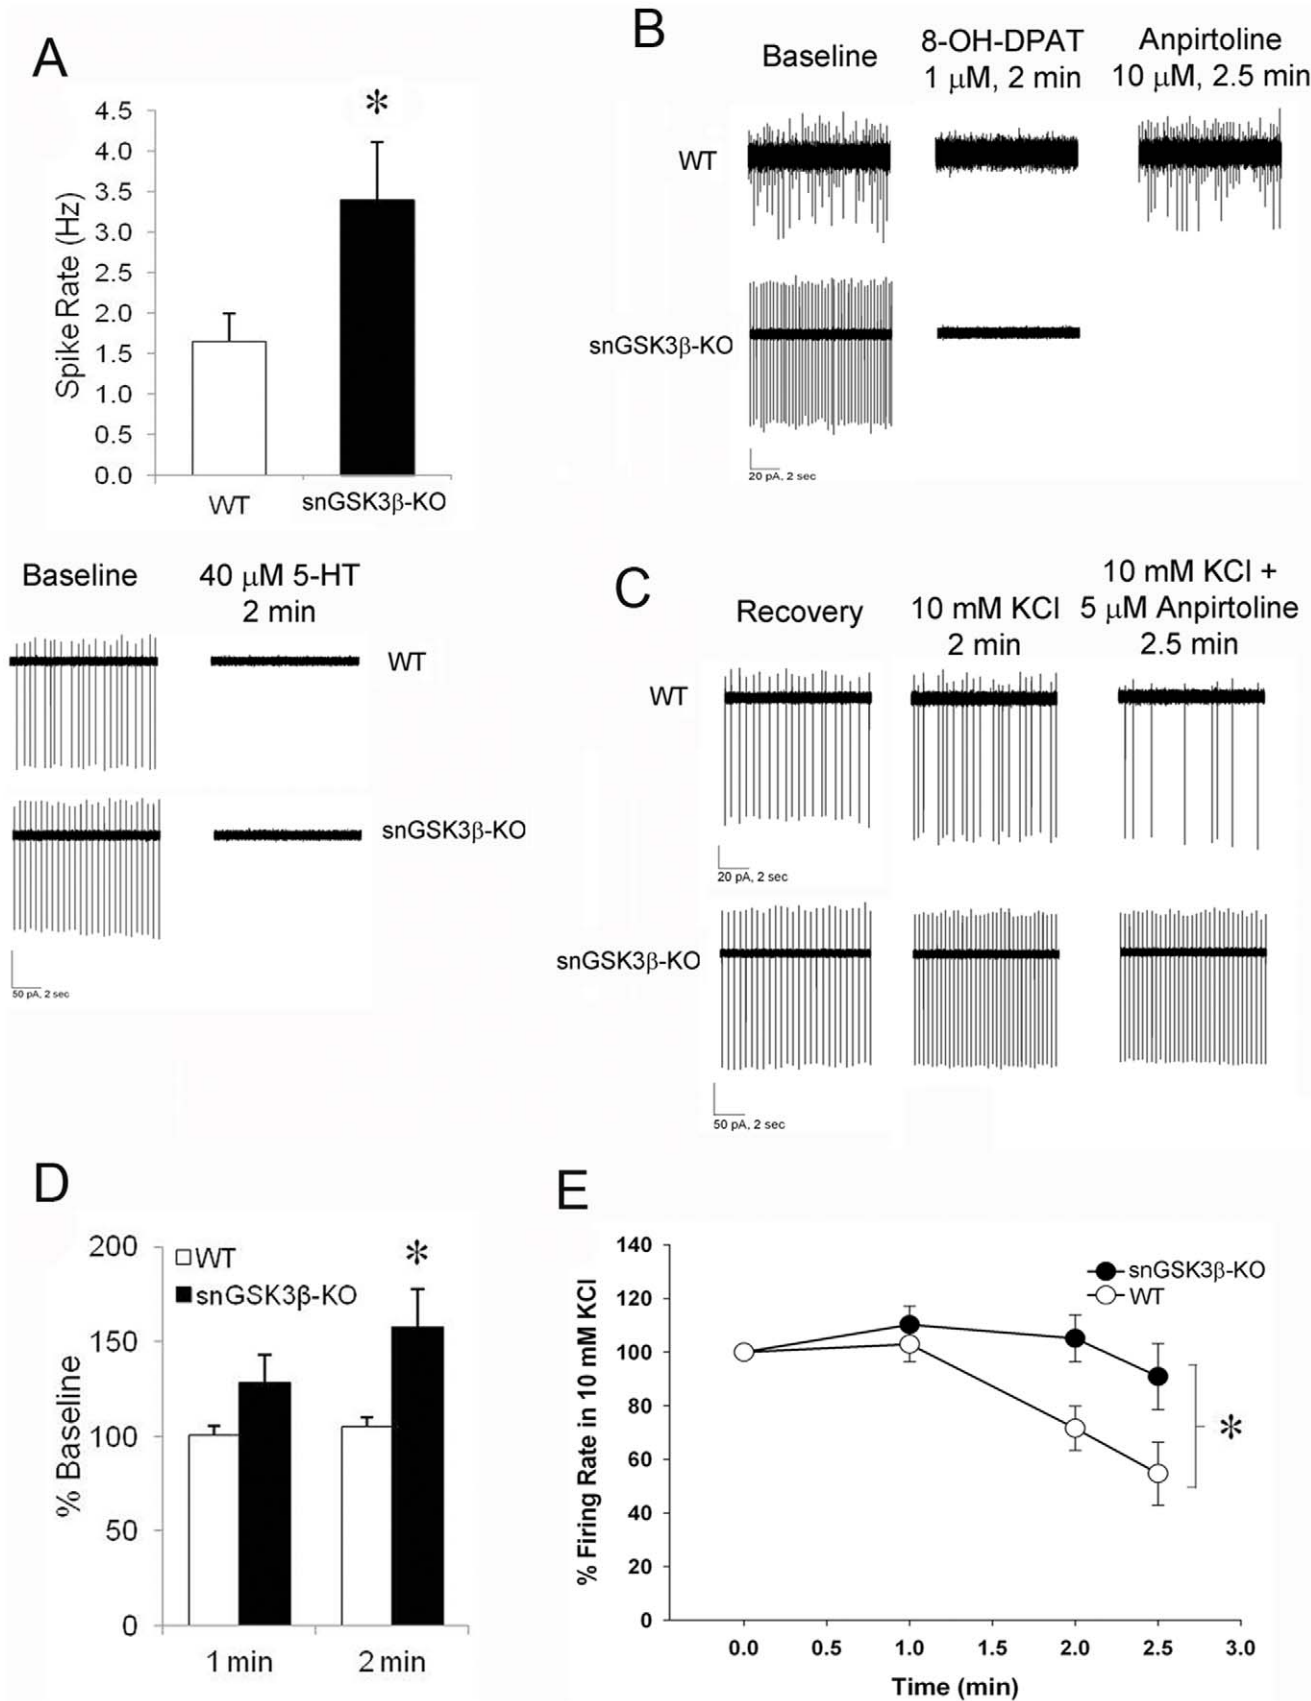 A
*
4.5
4.0
3.5
3.0
2.5
2.0
1.5
1.0
0.5
0.0
Spike Rate (Hz)
WT
snGSK3β-KO
Baseline
40 μM 5-HT
2 min
WT
snGSK3β-KO
50 pA, 2 sec
B
Baseline
8-OH-DPAT
1 μM, 2 min
Anpirtoline
10 μM, 2.5 min
WT
snGSK3β-KO
20 pA, 2 sec
C
Recovery
10 mM KCl
2 min
10 mM KCl +
5 μM Anpirtoline
2.5 min
WT
20 pA, 2 sec
snGSK3β-KO
50 pA, 2 sec
D
200
150
100
50
0
% Baseline
WT
snGSK3β-KO
*
1 min
2 min
E
140
120
100
80
60
40
20
0
% Firing Rate in 10 mM KCl
snGSK3β-KO
WT
*
0.0
0.5
1.0
1.5
2.0
2.5
3.0
Time (min)